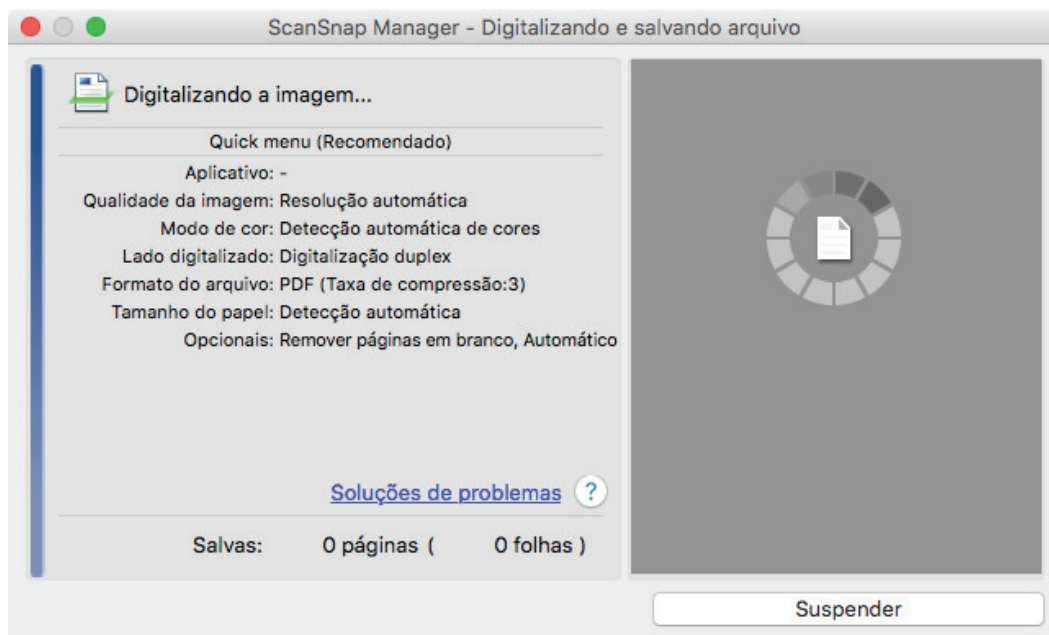 ScanSnap Manager - Digitalizando e salvando arquivo
Digitalizando a imagem...
Quick menu (Recomendado)
Aplicativo: -
Qualidade da imagem: Resolução automática
Modo de cor: Detecção automática de cores
Lado digitalizado: Digitalização duplex
Formato do arquivo: PDF (Taxa de compressão:3)
Tamanho do papel: Detecção automática
Opcionais: Remover páginas em branco, Automático
Soluções de problemas ?
Salvas: 0 páginas ( 0 folhas )
Suspender